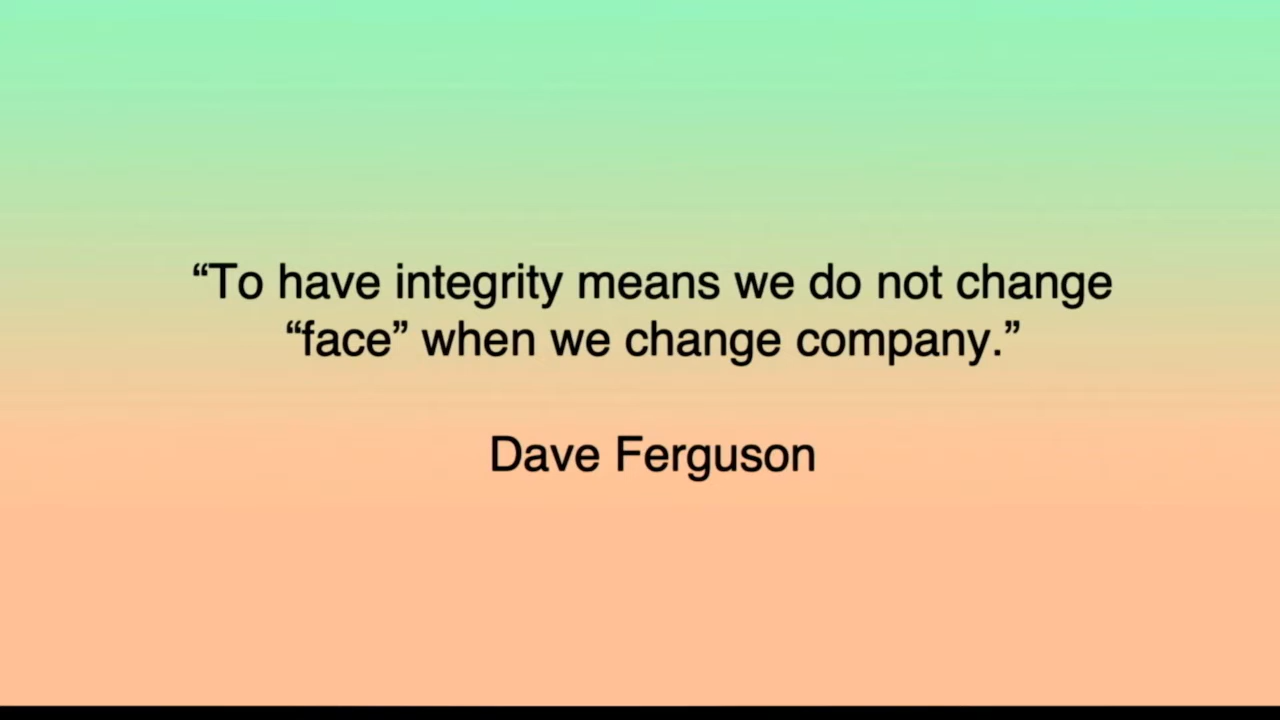 “To have integrity means we do not change
“face” when we change company.”
Dave Ferguson